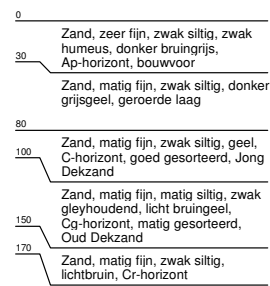 0
Zand, zeer fijn, zwak siltig, zwak
humeus, donker bruingrijs,
Ap-horizont, bouwvoor
30
Zand, matig fijn, zwak siltig, donker
grijsgeel, geroerde laag
80
Zand, matig fijn, zwak siltig, geel,
C-horizont, goed gesorteerd, Jong
Dekzand
100
Zand, matig fijn, matig siltig, zwak
gleyhoudend, licht bruingeel,
Cg-horizont, matig gesorteerd,
Oud Dekzand
150
Zand, matig fijn, zwak siltig,
lichtbruin, Cr-horizont
170